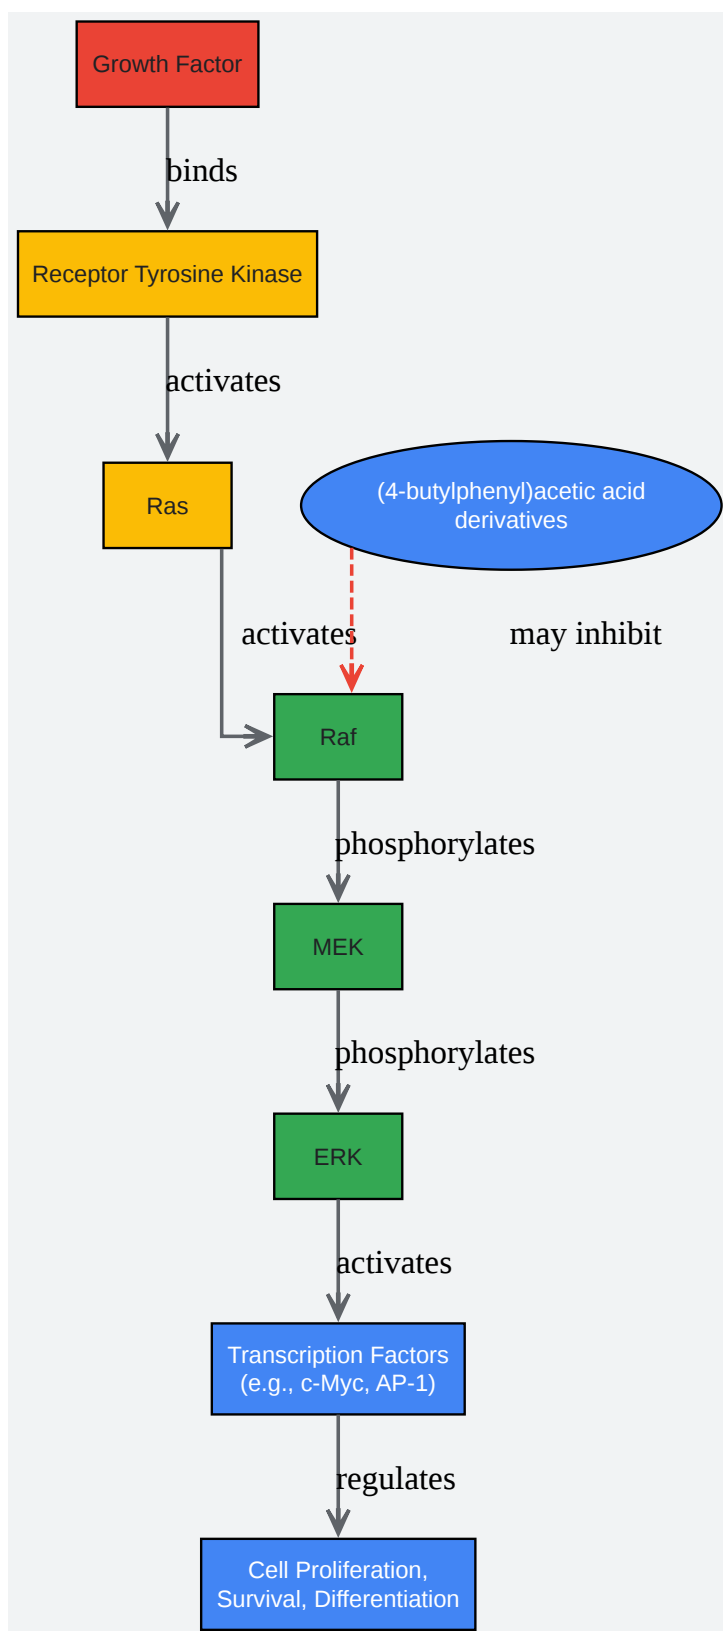 Growth Factor
binds
Receptor Tyrosine Kinase
activates
Ras
(4-butylphenyl)acetic acid
derivatives
activates
may inhibit
Raf
phosphorylates
MEK
phosphorylates
ERK
activates
Transcription Factors
(e.g., c-Myc, AP-1)
regulates
Cell Proliferation,
Survival, Differentiation